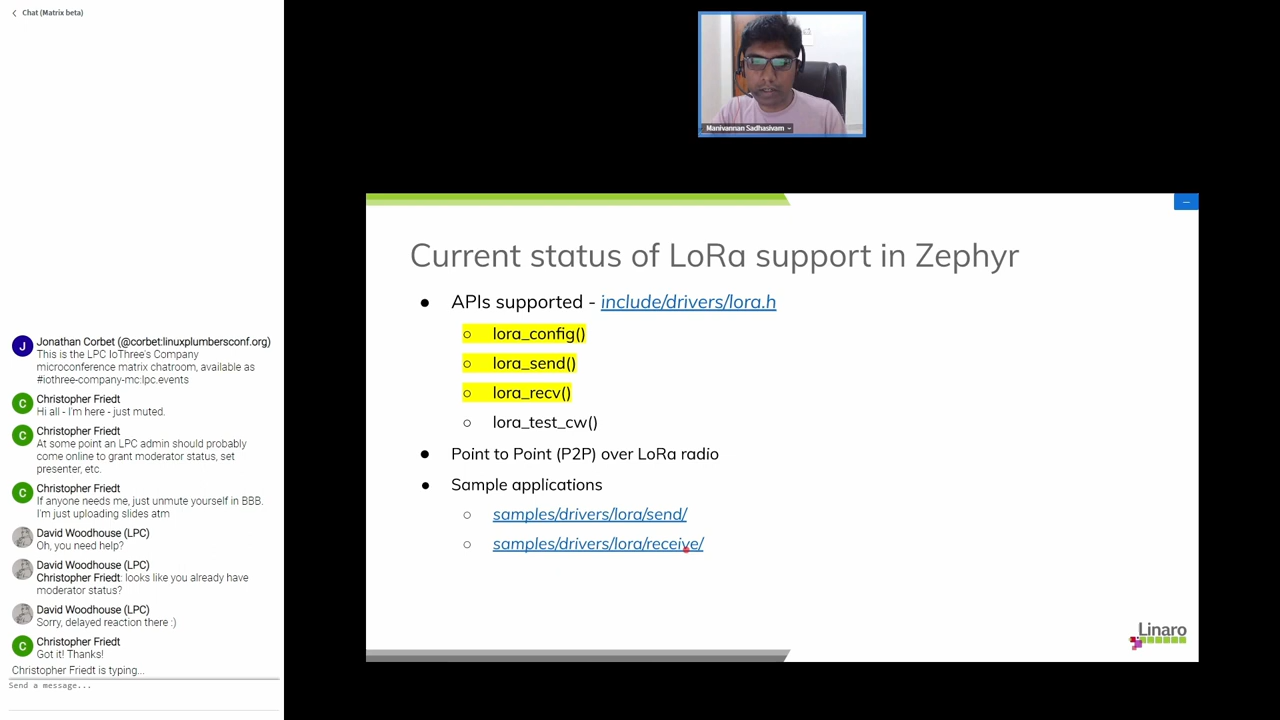 Chat (Matrix beta)
Jonathan Corbet (@corbet:linuxplumbersconf.org)
This is the LPC IoThree's Company
microconference matrix chatroom, available as
#iothree-company-mc:lpc.events
Christopher Friedt
Hi all - I'm here - just muted.
Christopher Friedt
At some point an LPC admin should probably
come online to grant moderator status, set
presenter, etc.
Christopher Friedt
If anyone needs me, just unmute yourself in BBB.
I'm just uploading slides atm
David Woodhouse (LPC)
Oh, you need help?
David Woodhouse (LPC)
Christopher Friedt: looks like you already have
moderator status?
David Woodhouse (LPC)
Sorry, delayed reaction there :)
Christopher Friedt
Got it! Thanks!
Christopher Friedt is typing...
Send a message...
Manivannan Sadhasivam
Current status of LoRa support in Zephyr
● APIs supported - include/drivers/lora.h
○ lora_config()
○ lora_send()
○ lora_recv()
○ lora_test_cw()
● Point to Point (P2P) over LoRa radio
● Sample applications
○ samples/drivers/lora/send/
○ samples/drivers/lora/receive/
Linaro